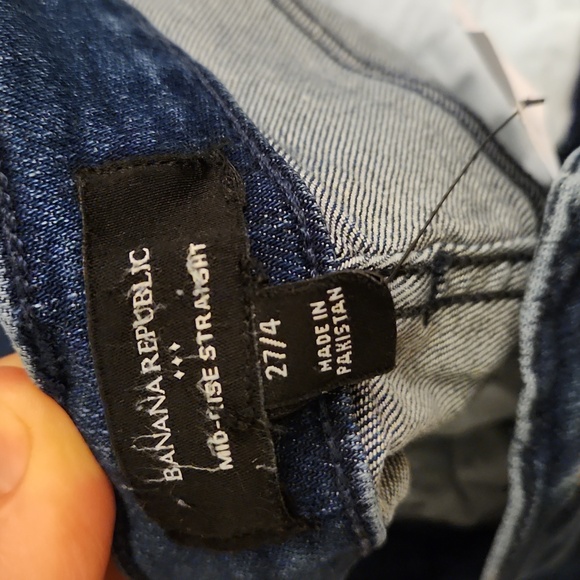 BANANA REPUBLIC
MID-RISE STRAIGHT
27/4
MADE IN
PAKISTAN